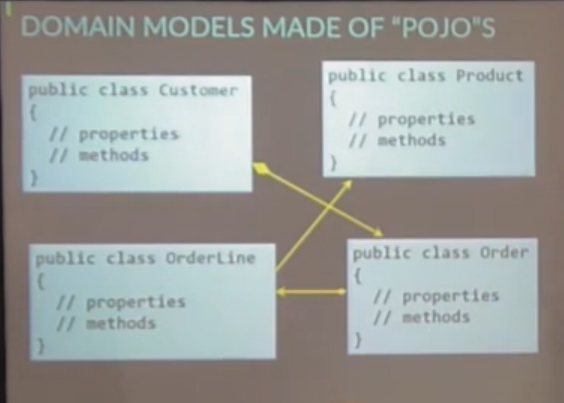 DOMAIN MODELS MADE OF "POJO"S
public class Customer
{
// properties
// methods
}
public class Product
{
// properties
// methods
}
public class OrderLine
{
// properties
// methods
}
public class Order
{
// properties
// methods
}